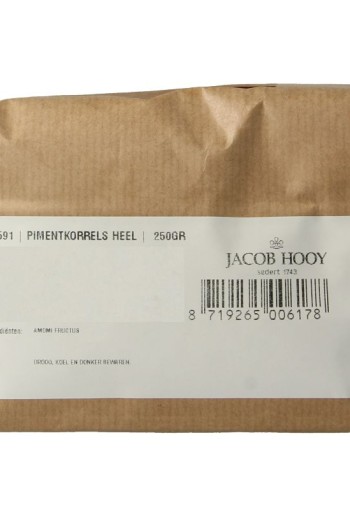 591 | PIMENTKORRELS HEEL | 250GR
JACOB HOOY
sedert 1743
8 719265 006178
AMOMI FRUCTUS
DROOG, KOEL EN DONKER BEWAREN.